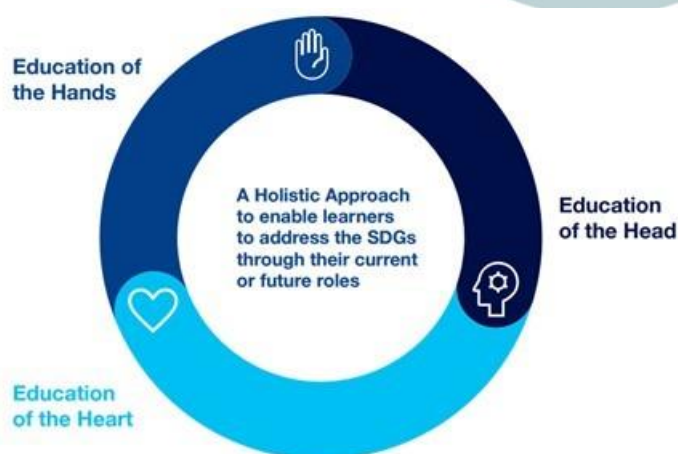 Education of
the Hands
A Holistic Approach
to enable learners
to address the SDGs
through their current
or future roles
Education
of the Head
Education
of the Heart